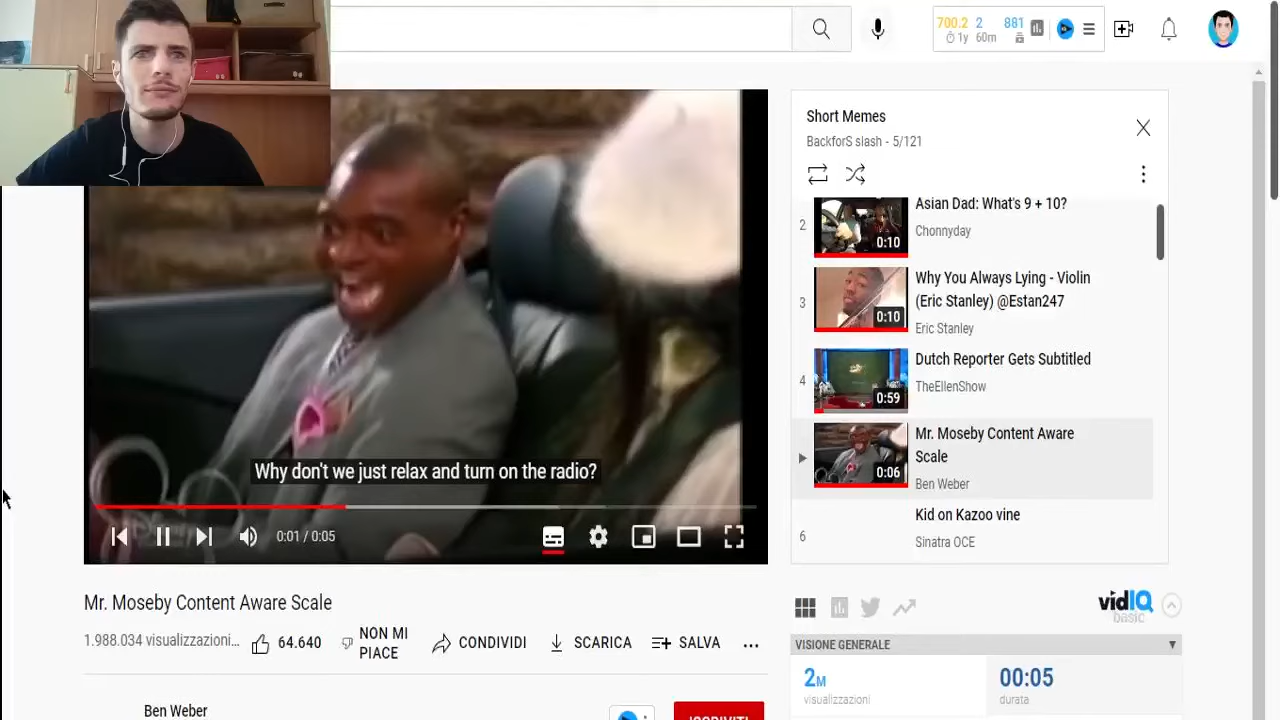 700.2 2 881
1y 60m
Why don't we just relax and turn on the radio?
0:01 / 0:05
Mr. Moseby Content Aware Scale
1.988.034 visualizzazioni...
64.640
NON MI
PIACE
CONDIVIDI
SCARICA
SALVA
Ben Weber
ISCRIVITI
Short Memes
BackforS slash - 5/121
2
0:10
Asian Dad: What's 9 + 10?
Chonnyday
3
0:10
Why You Always Lying - Violin
(Eric Stanley) @Estan247
Eric Stanley
4
0:59
Dutch Reporter Gets Subtitled
TheEllenShow
0:06
Mr. Moseby Content Aware
Scale
Ben Weber
6
Kid on Kazoo vine
Sinatra OCE
vidIQ
basic
VISIONE GENERALE
2M
visualizzazioni
00:05
durata